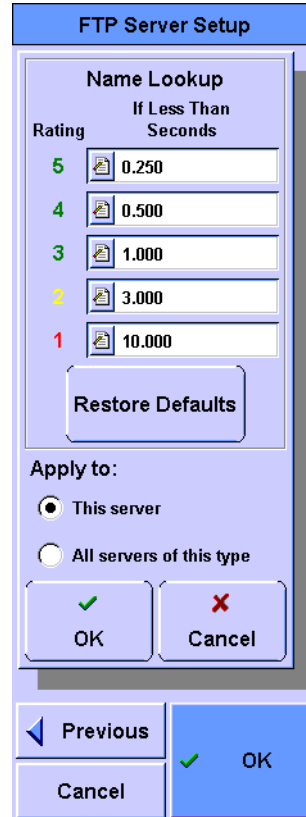 FTP Server Setup
Name Lookup
If Less Than
Rating Seconds
5 0.250
4 0.500
3 1.000
2 3.000
1 10.000
Restore Defaults
Apply to:
This server
All servers of this type
OK Cancel
Previous
OK
Cancel